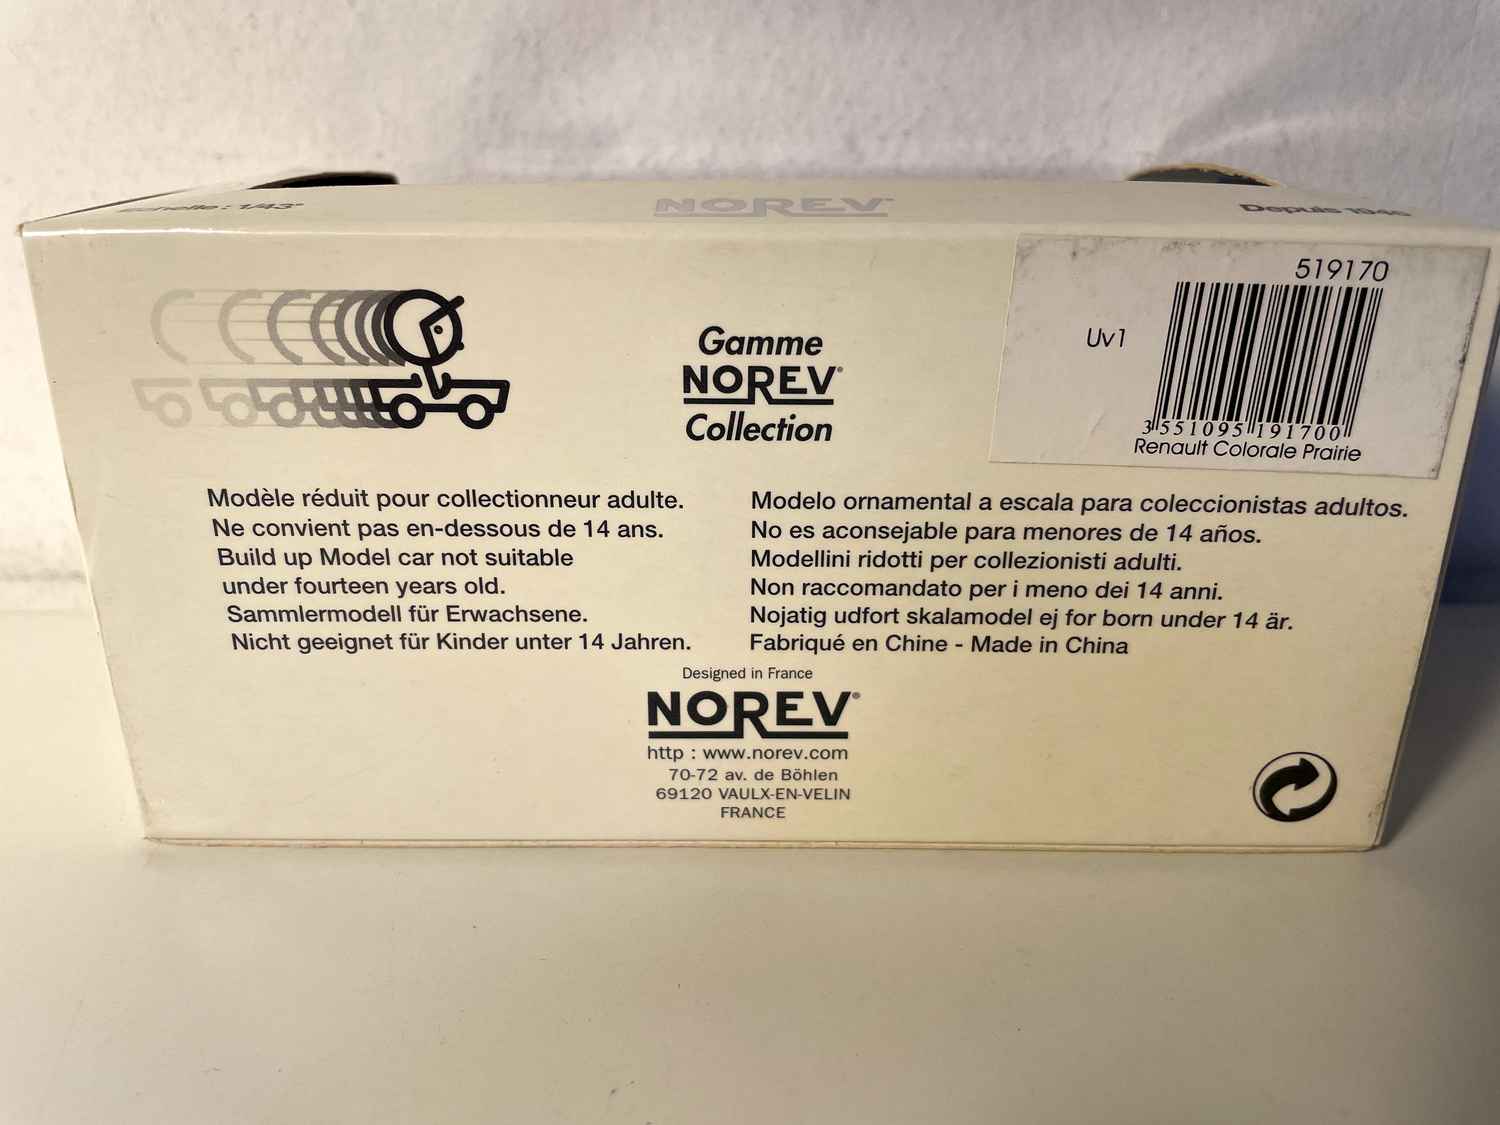 Echelle : 1/43°
NOREV
Depuis 1946
519170
Uv1
3 551095 191700
Renault Colorale Prairie
Gamme
NOREV®
Collection
Modèle réduit pour collectionneur adulte.
Ne convient pas en-dessous de 14 ans.
Build up Model car not suitable
under fourteen years old.
Sammlermodell für Erwachsene.
Nicht geeignet für Kinder unter 14 Jahren.
Modelo ornamental a escala para coleccionistas adultos.
No es aconsejable para menores de 14 años.
Modellini ridotti per collezionisti adulti.
Non raccomandato per i meno dei 14 anni.
Nojatig udfort skalamodel ej for born under 14 år.
Fabriqué en Chine - Made in China
Designed in France
NOREV®
http : www.norev.com
70-72 av. de Böhlen
69120 VAULX-EN-VELIN
FRANCE